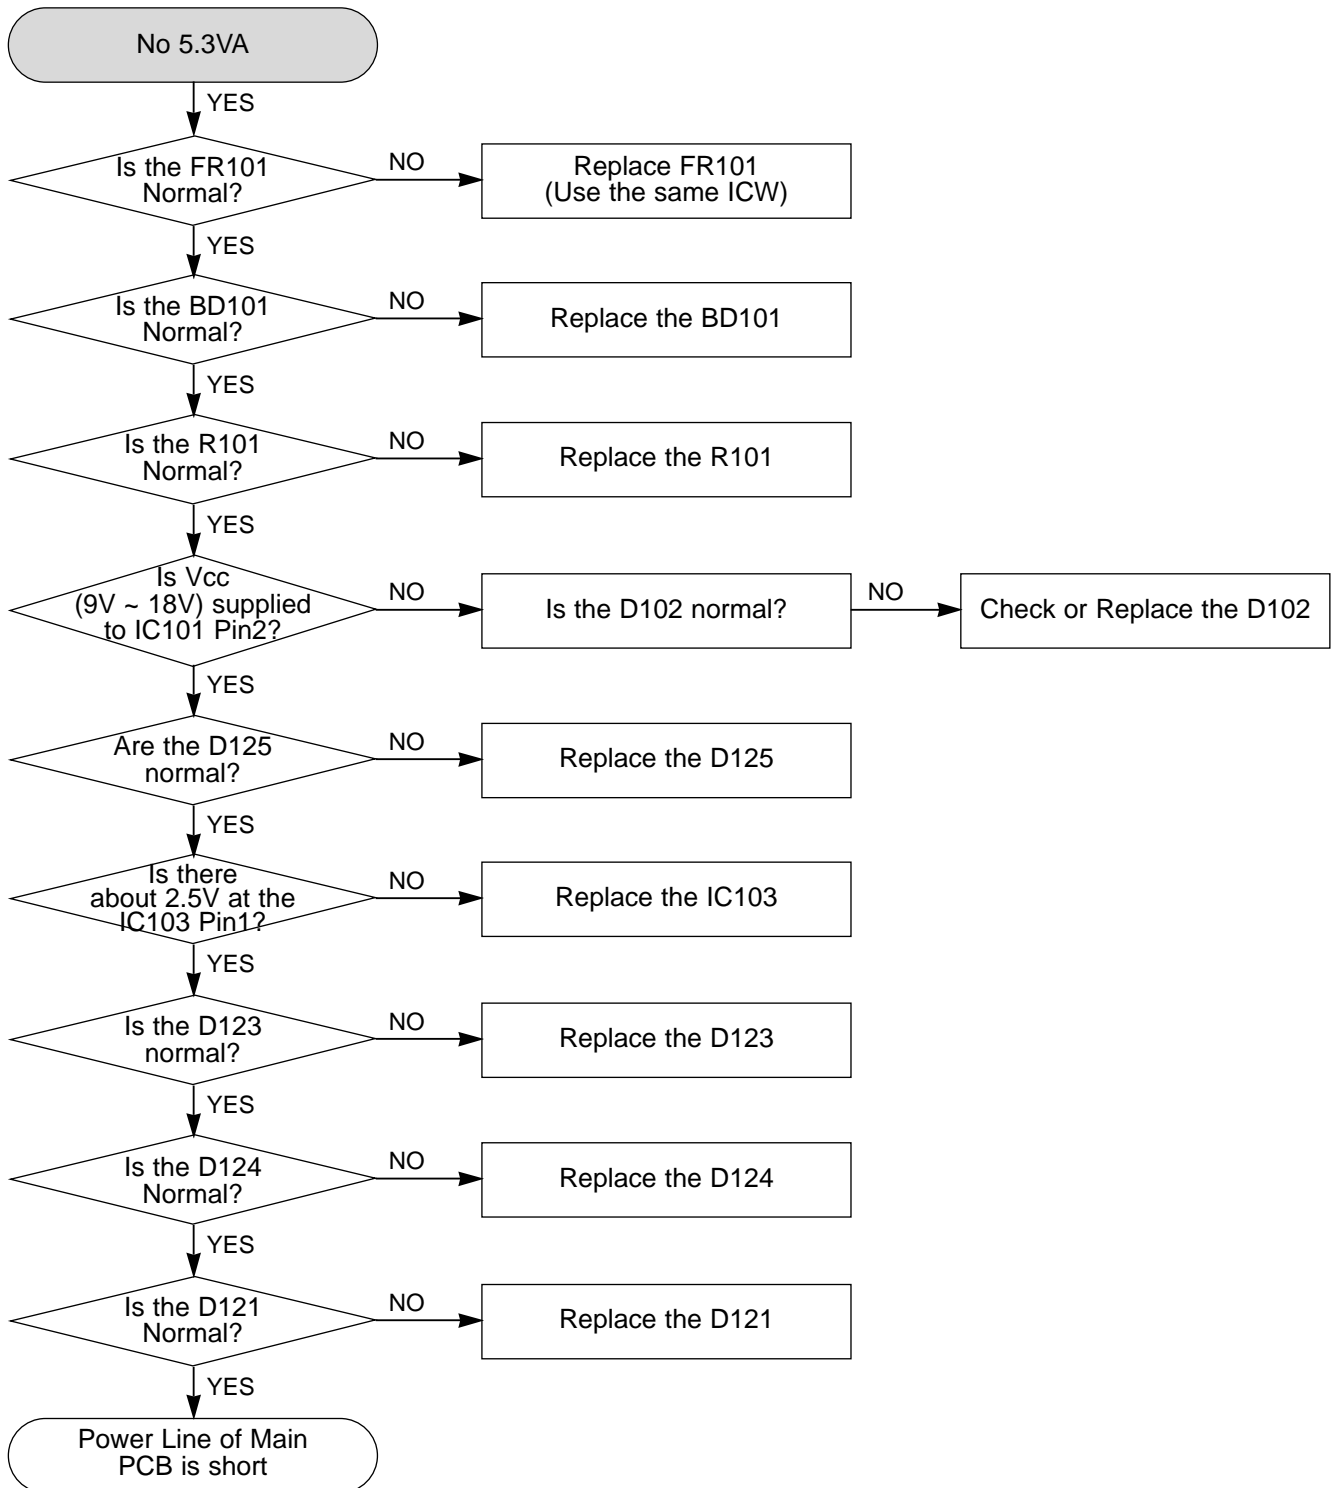 No 5.3VA
YES
Is the FR101
Normal?
NO
Replace FR101
(Use the same ICW)
YES
Is the BD101
Normal?
NO
Replace the BD101
YES
Is the R101
Normal?
NO
Replace the R101
YES
Is Vcc
(9V ~ 18V) supplied
to IC101 Pin2?
NO
Is the D102 normal?
NO
Check or Replace the D102
YES
Are the D125
normal?
NO
Replace the D125
YES
Is there
about 2.5V at the
IC103 Pin1?
NO
Replace the IC103
YES
Is the D123
normal?
NO
Replace the D123
YES
Is the D124
Normal?
NO
Replace the D124
YES
Is the D121
Normal?
NO
Replace the D121
YES
Power Line of Main
PCB is short